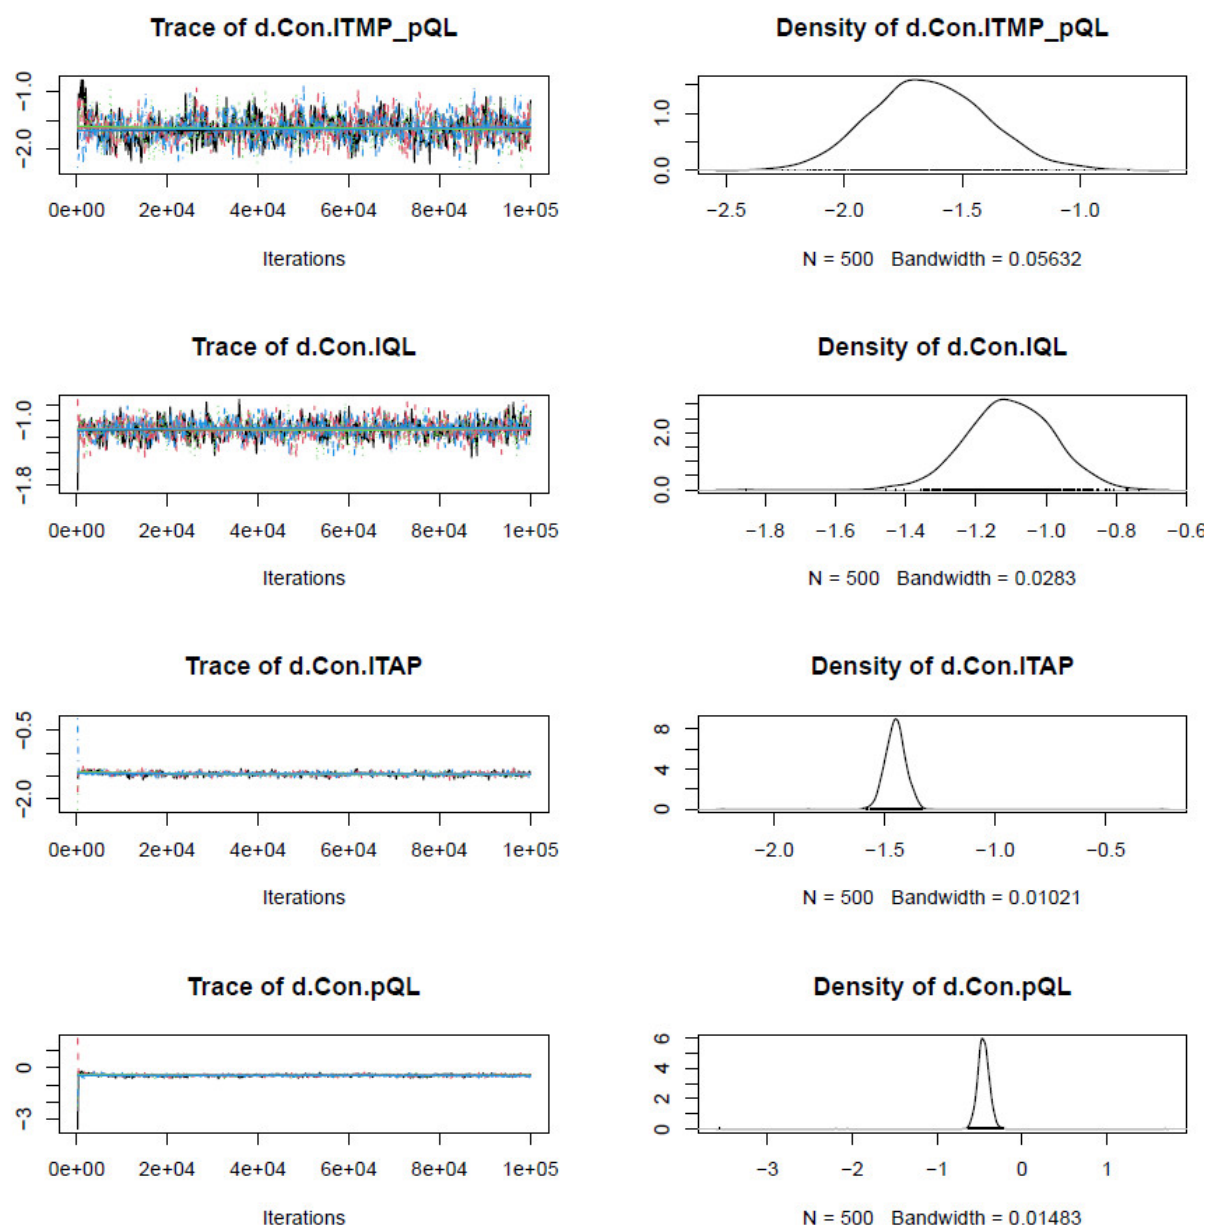 Trace of d.Con.ITMP_pQL
Density of d.Con.ITMP_pQL
−1.0
−2.0
0e+00 2e+04 4e+04 6e+04 8e+04 1e+05
Iterations
1.0
0.0
−2.5 −2.0 −1.5 −1.0
N = 500 Bandwidth = 0.05632
Trace of d.Con.IQL
Density of d.Con.IQL
−1.0
−1.8
0e+00 2e+04 4e+04 6e+04 8e+04 1e+05
Iterations
2.0
0.0
−1.8 −1.6 −1.4 −1.2 −1.0 −0.8 −0.6
N = 500 Bandwidth = 0.0283
Trace of d.Con.ITAP
Density of d.Con.ITAP
−0.5
−2.0
0e+00 2e+04 4e+04 6e+04 8e+04 1e+05
Iterations
8
4
0
−2.0 −1.5 −1.0 −0.5
N = 500 Bandwidth = 0.01021
Trace of d.Con.pQL
Density of d.Con.pQL
0
−3
0e+00 2e+04 4e+04 6e+04 8e+04 1e+05
Iterations
6
4
2
0
−3 −2 −1 0 1
N = 500 Bandwidth = 0.01483